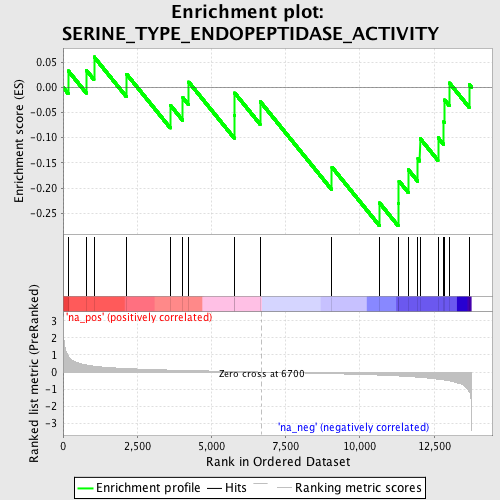 Enrichment plot:
SERINE_TYPE_ENDOPEPTIDASE_ACTIVITY
Enrichment score (ES)
0.05
0.00
-0.05
-0.10
-0.15
-0.20
-0.25
'na_pos' (positively correlated)
Ranked list metric (PreRanked)
3
2
1
0
-1
-2
-3
Zero cross at 6700
'na_neg' (negatively correlated)
0
2,500
5,000
7,500
10,000
12,500
Rank in Ordered Dataset
Enrichment profile
Hits
Ranking metric scores